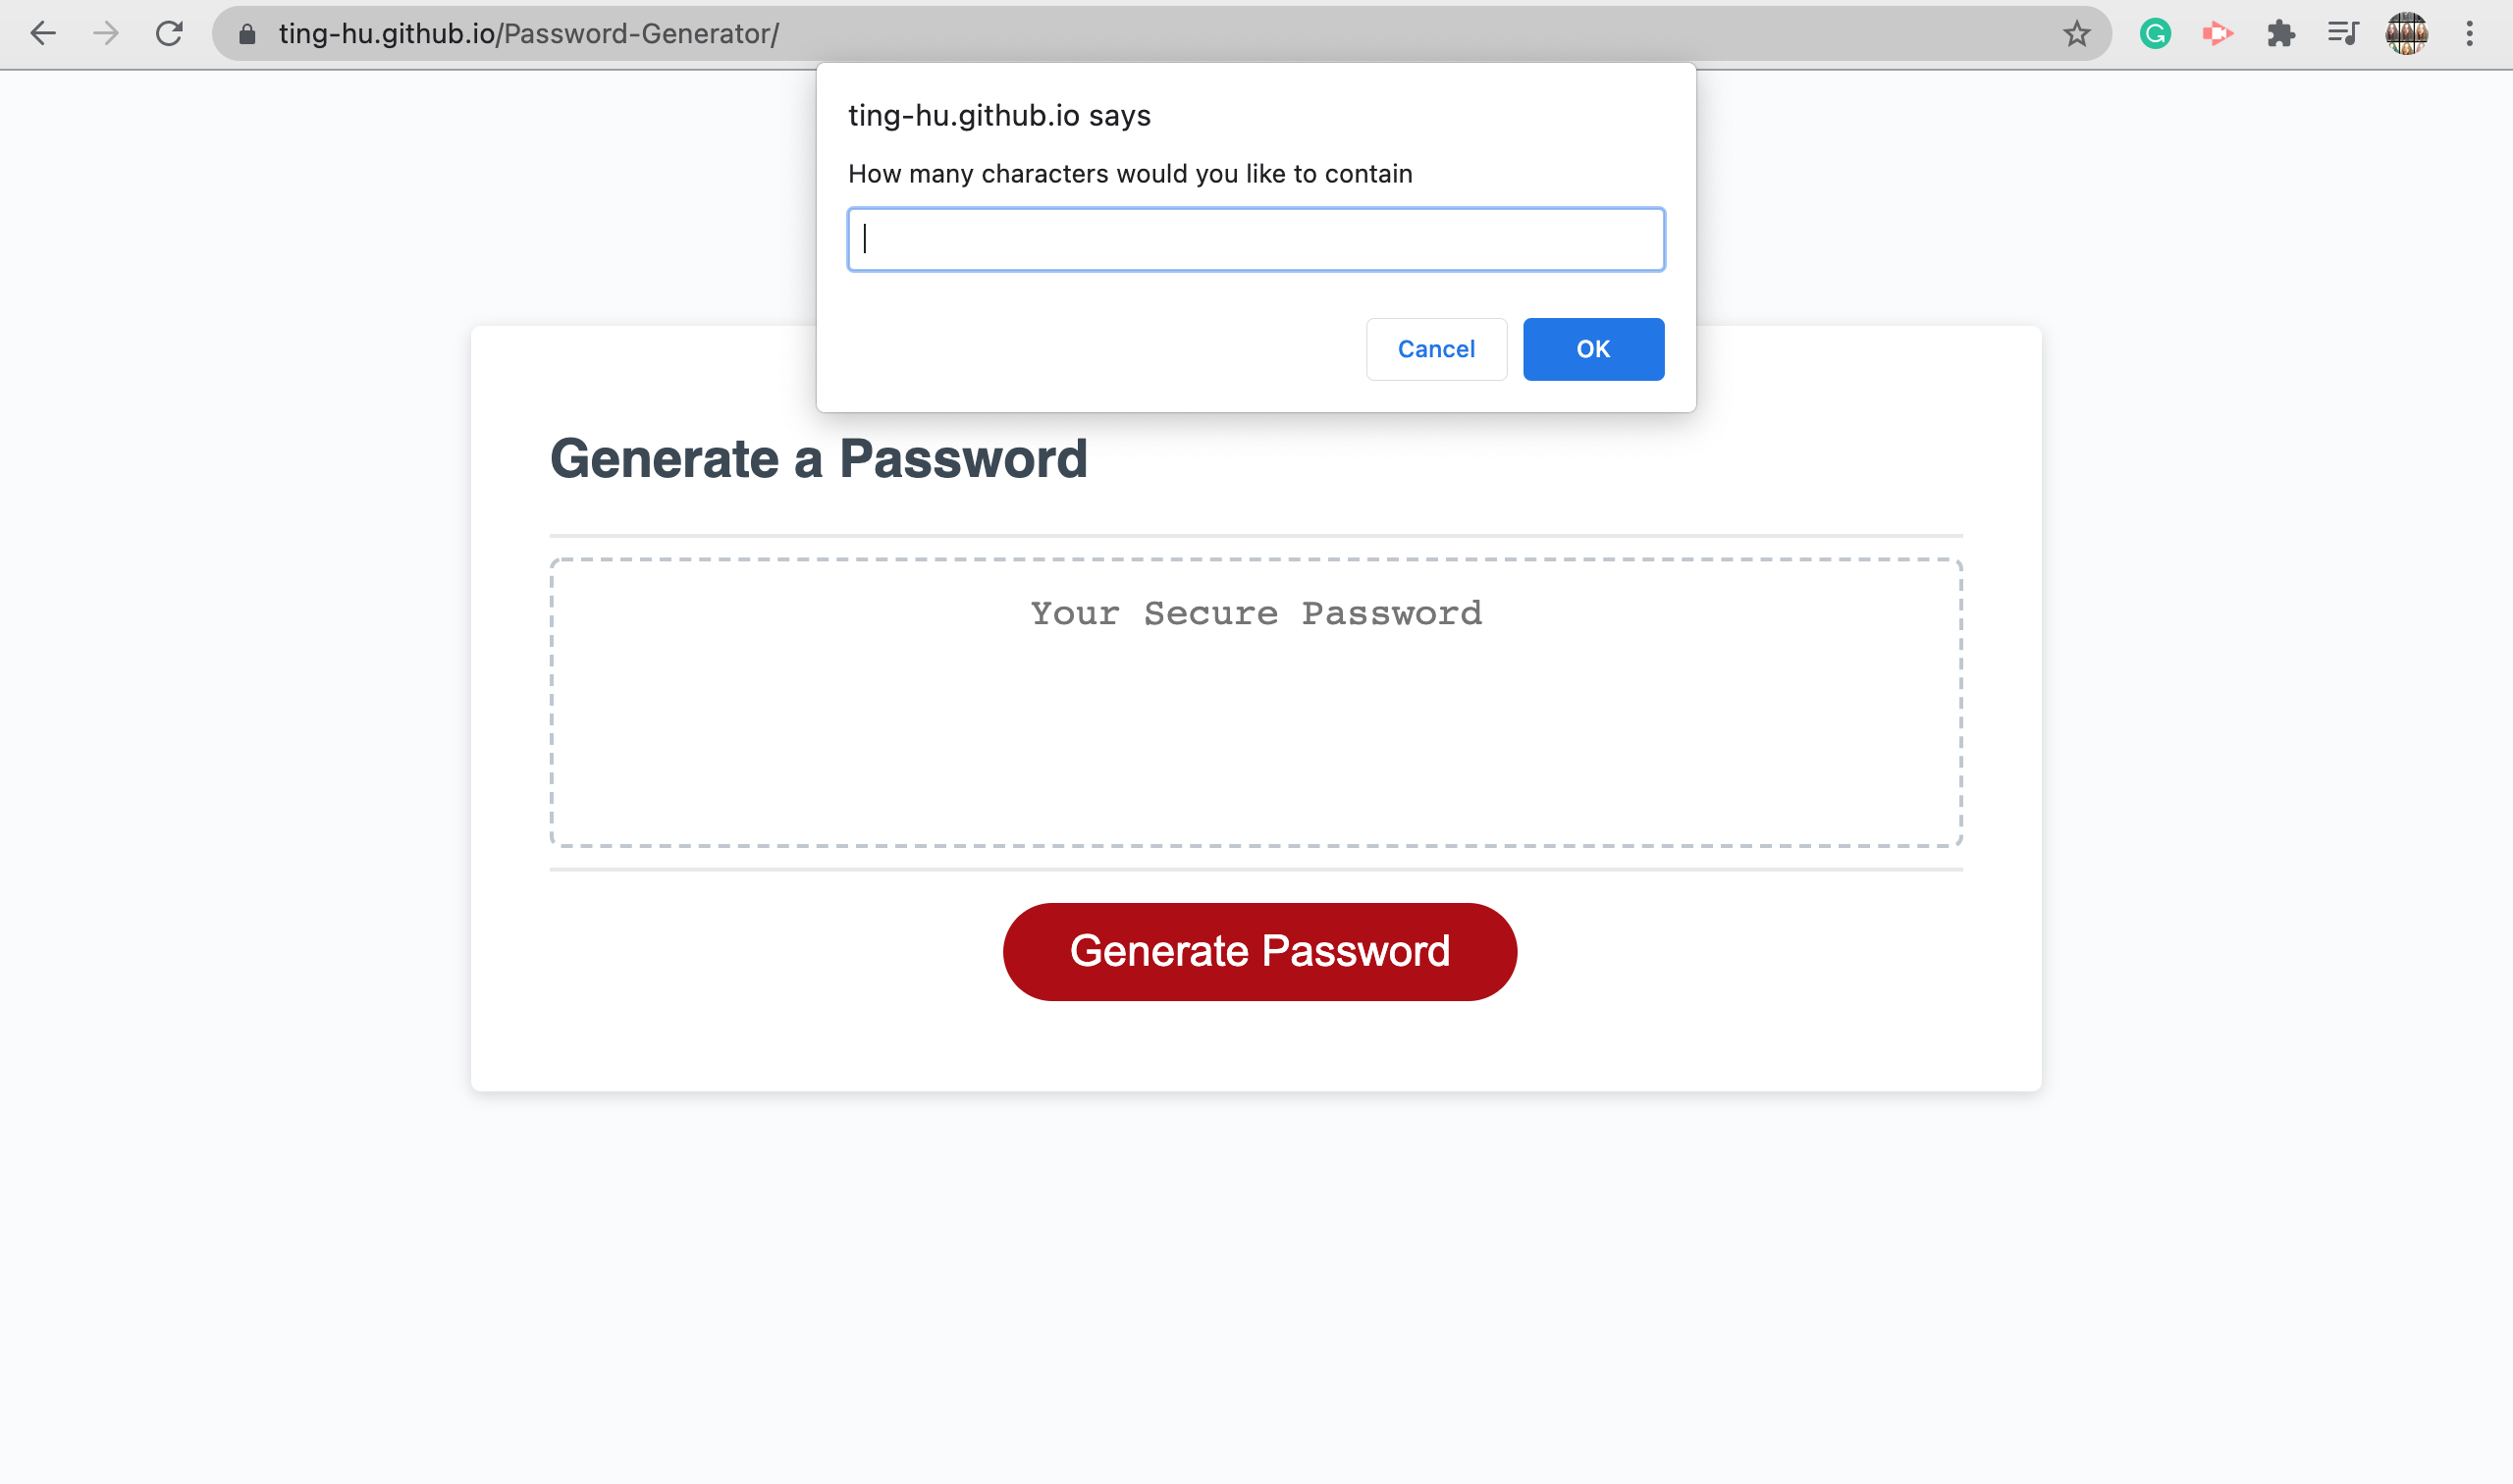 ting-hu.github.io/Password-Generator/
ting-hu.github.io says
How many characters would you like to contain
Cancel
OK
Generate a Password
Your Secure Password
Generate Password